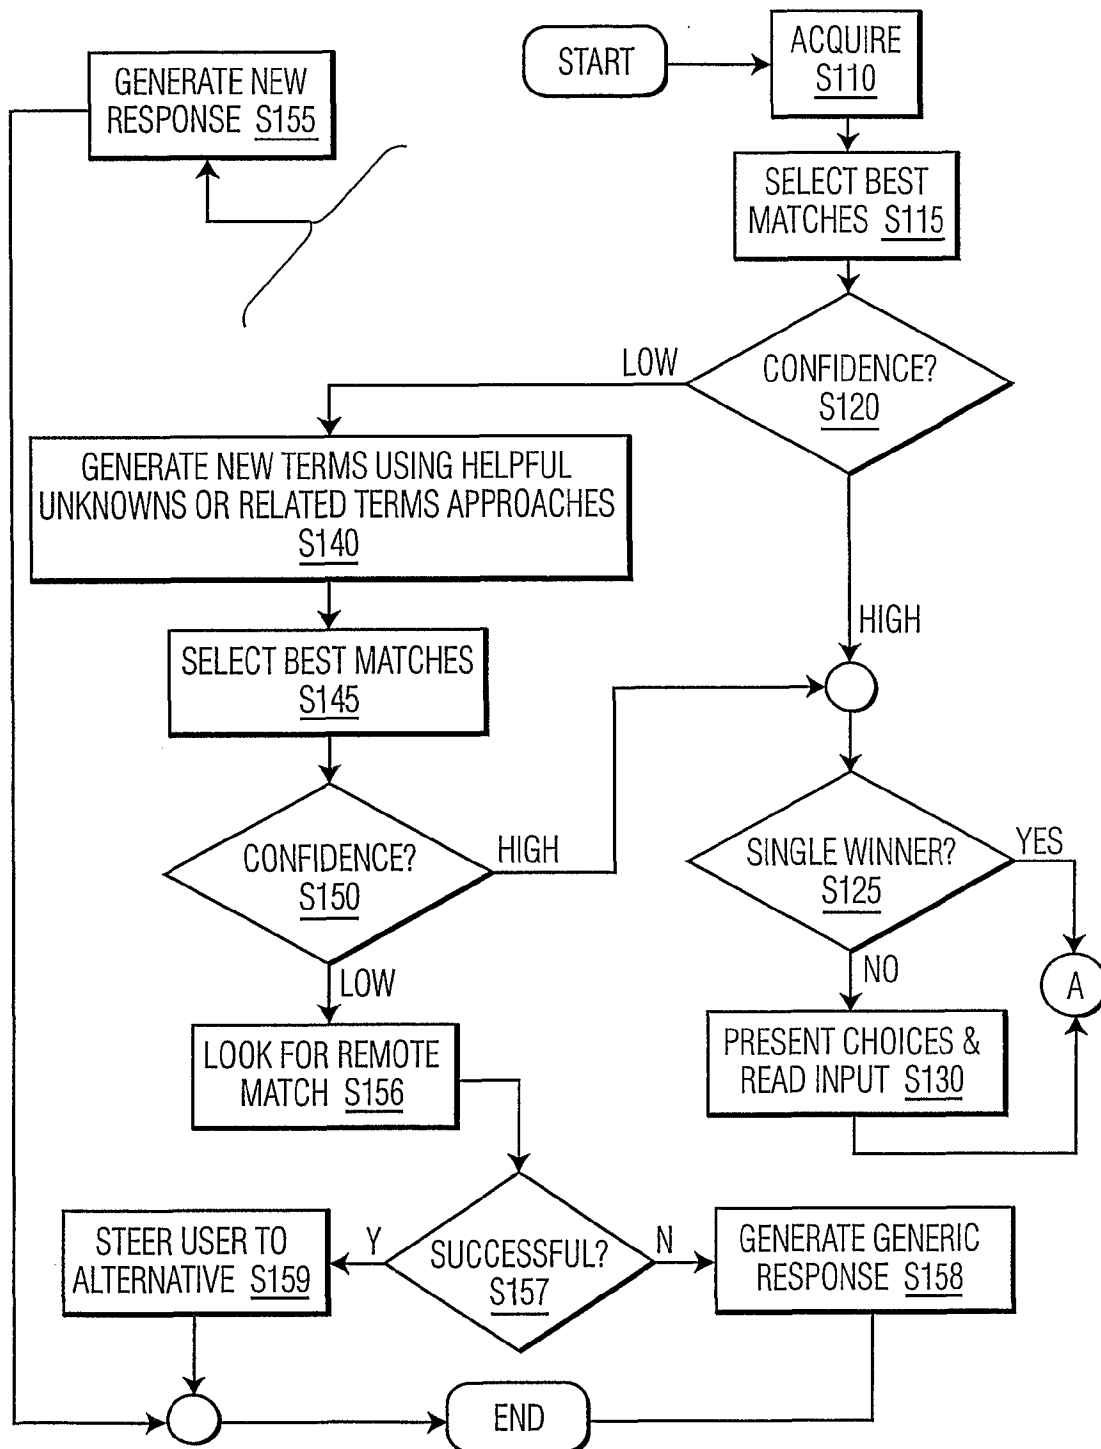 START
ACQUIRE
S110
GENERATE NEW
RESPONSE S155
SELECT BEST
MATCHES S115
LOW
CONFIDENCE?
S120
GENERATE NEW TERMS USING HELPFUL
UNKNOWNS OR RELATED TERMS APPROACHES
S140
HIGH
SELECT BEST MATCHES
S145
CONFIDENCE?
S150
HIGH
SINGLE WINNER?
S125
YES
LOW
NO
A
LOOK FOR REMOTE
MATCH S156
PRESENT CHOICES &
READ INPUT S130
STEER USER TO
ALTERNATIVE S159
Y
SUCCESSFUL?
S157
N
GENERATE GENERIC
RESPONSE S158
END